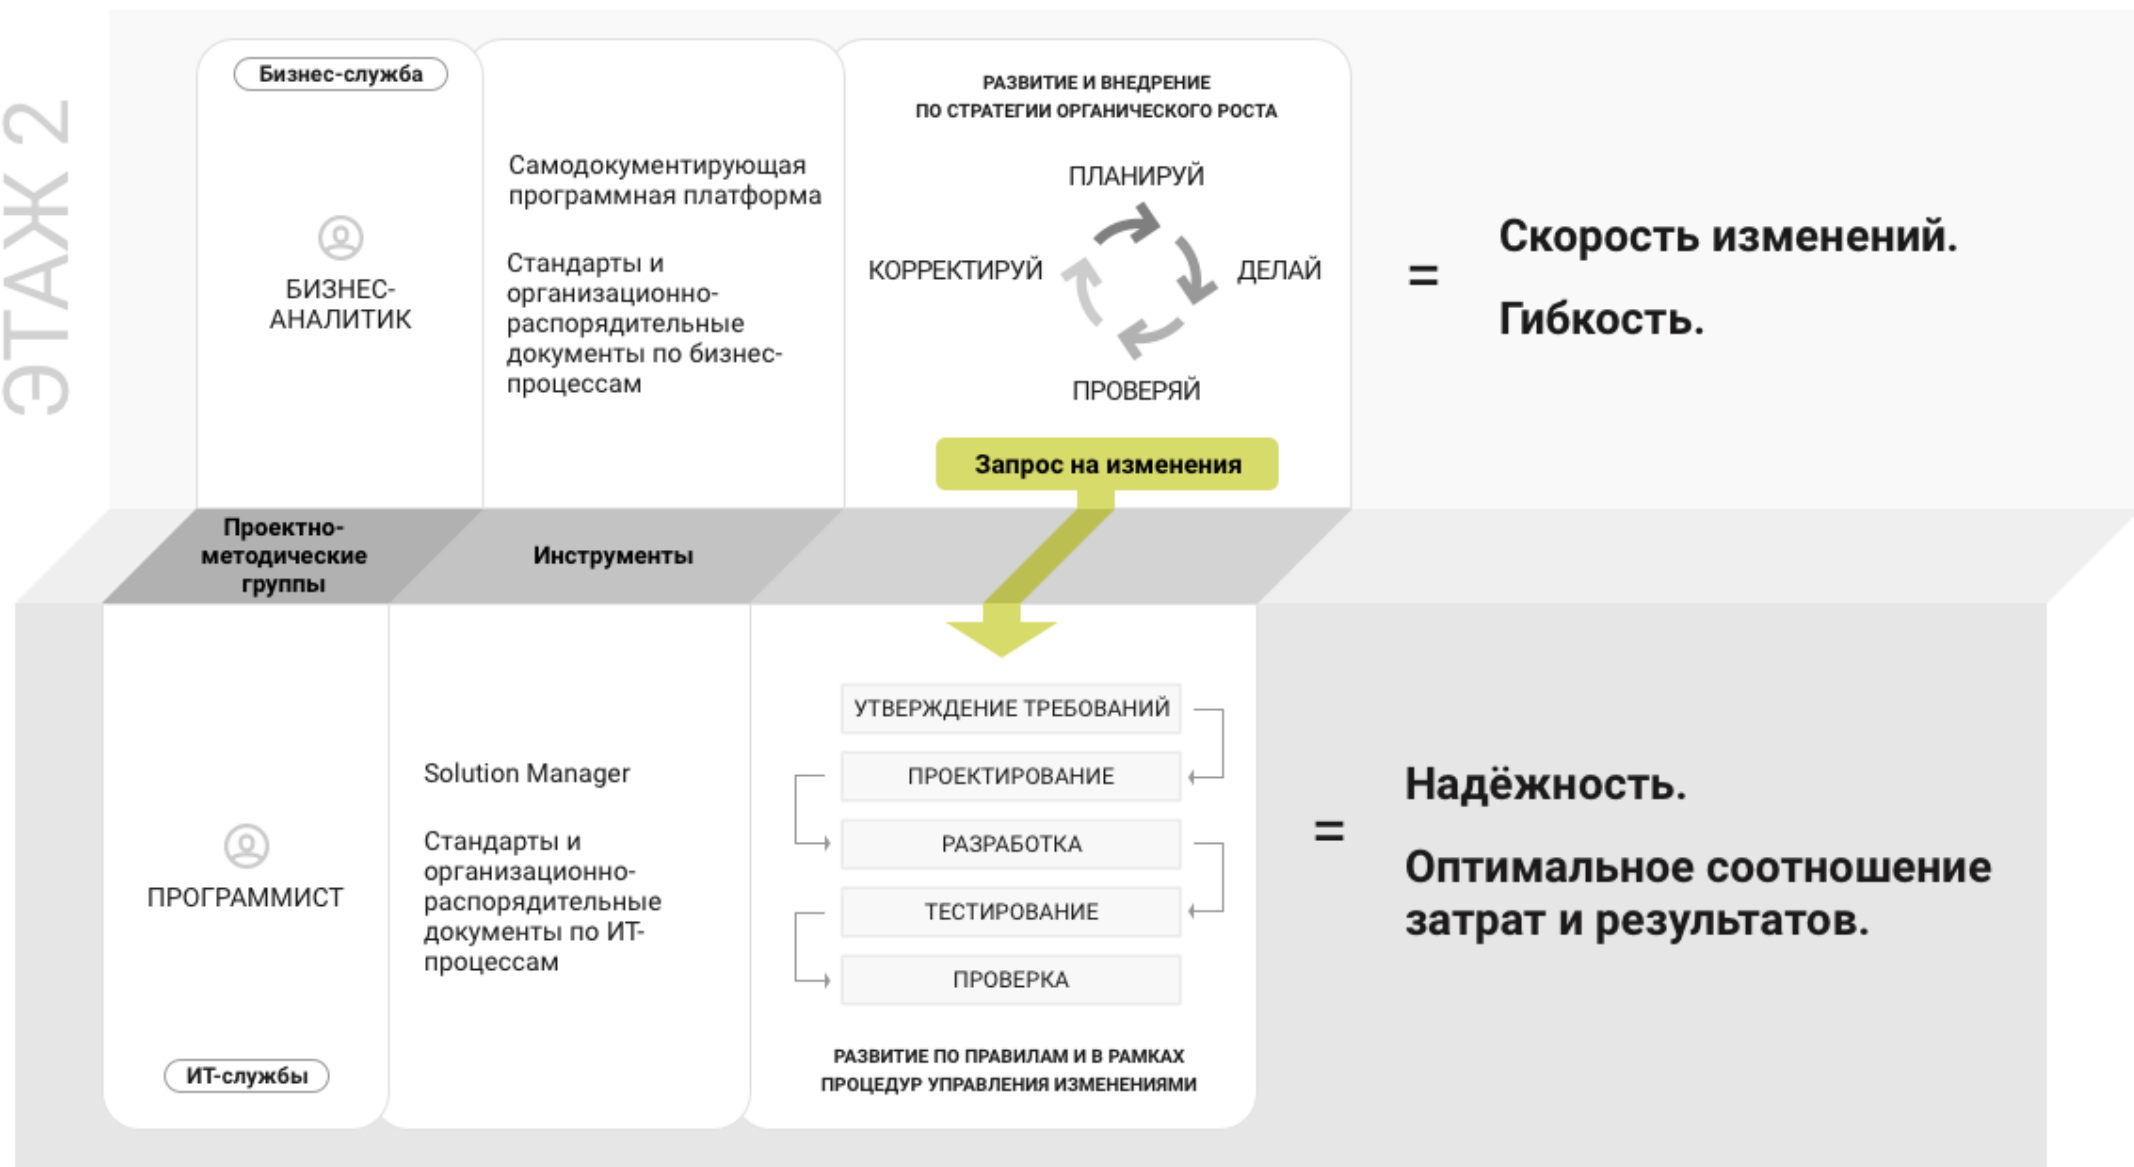 ЭТАЖ 2
Бизнес-служба
БИЗНЕС-
АНАЛИТИК
Самодокументирующая
программная платформа
Стандарты и
организационно-
распорядительные
документы по бизнес-
процессам
РАЗВИТИЕ И ВНЕДРЕНИЕ
ПО СТРАТЕГИИ ОРГАНИЧЕСКОГО РОСТА
ПЛАНИРУЙ
КОРРЕКТИРУЙ
ДЕЛАЙ
ПРОВЕРЯЙ
Запрос на изменения
=
Скорость изменений.
Гибкость.
Проектно-
методические
группы
Инструменты
ПРОГРАММИСТ
ИТ-службы
Solution Manager
Стандарты и
организационно-
распорядительные
документы по ИТ-
процессам
УТВЕРЖДЕНИЕ ТРЕБОВАНИЙ
ПРОЕКТИРОВАНИЕ
РАЗРАБОТКА
ТЕСТИРОВАНИЕ
ПРОВЕРКА
РАЗВИТИЕ ПО ПРАВИЛАМ И В РАМКАХ
ПРОЦЕДУР УПРАВЛЕНИЯ ИЗМЕНЕНИЯМИ
=
Надёжность.
Оптимальное соотношение
затрат и результатов.